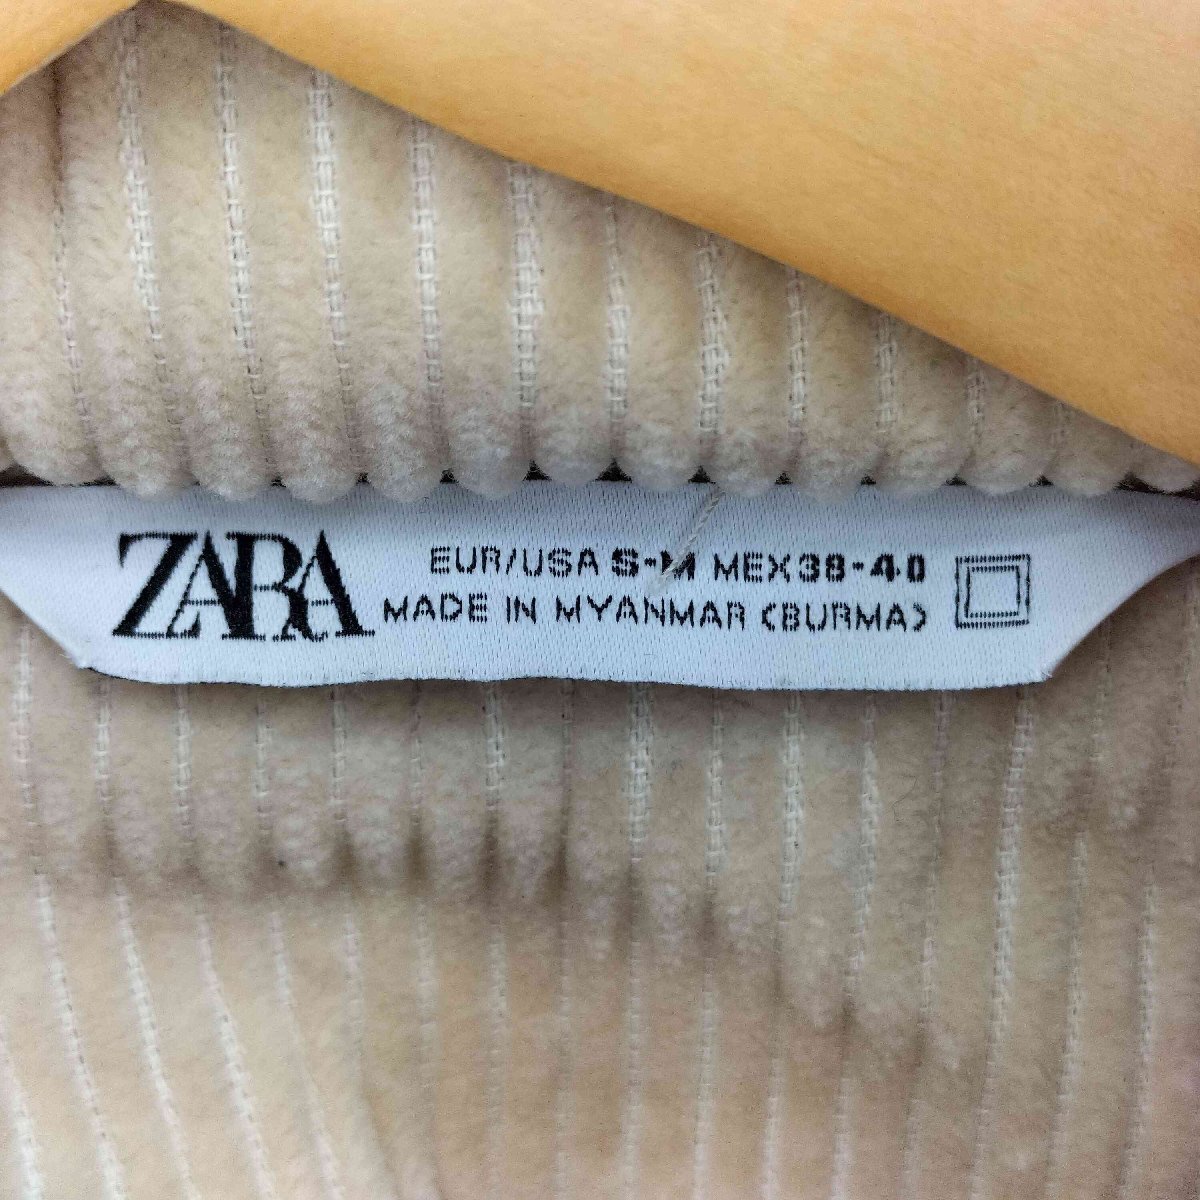 ZARA
EUR/USA S-M MEX 38-40
MADE IN MYANMAR (BURMA)